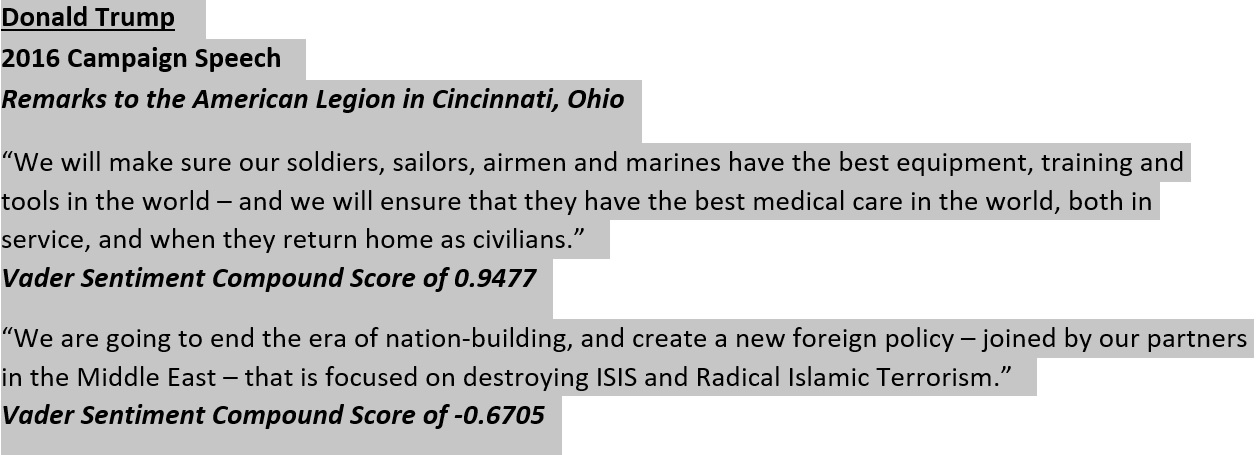 Donald Trump
2016 Campaign Speech
Remarks to the American Legion in Cincinnati, Ohio
“We will make sure our soldiers, sailors, airmen and marines have the best equipment, training and
tools in the world – and we will ensure that they have the best medical care in the world, both in
service, and when they return home as civilians.”
Vader Sentiment Compound Score of 0.9477
“We are going to end the era of nation-building, and create a new foreign policy – joined by our partners
in the Middle East – that is focused on destroying ISIS and Radical Islamic Terrorism.”
Vader Sentiment Compound Score of -0.6705